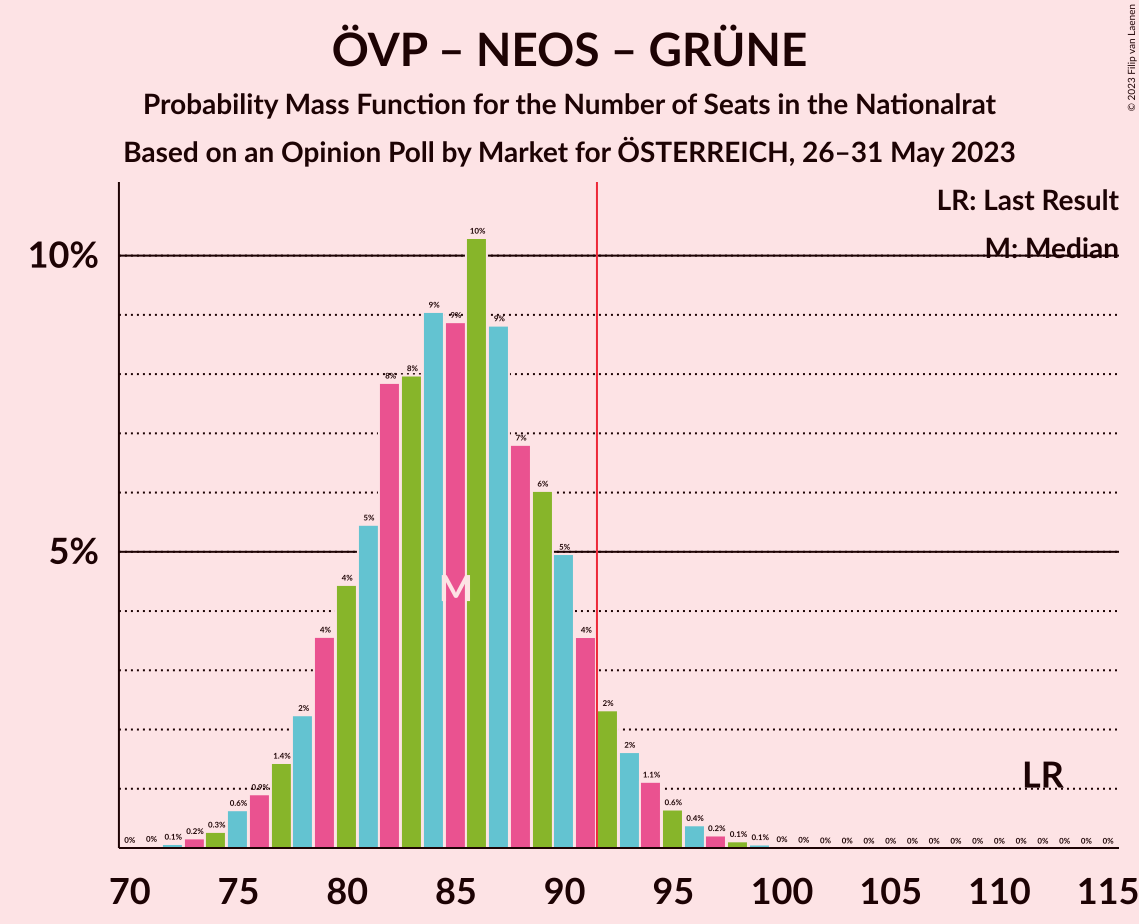 ÖVP – NEOS – GRÜNE
Probability Mass Function for the Number of Seats in the Nationalrat
Based on an Opinion Poll by Market for ÖSTERREICH, 26–31 May 2023
© 2023 Filip van Laenen
LR: Last Result
M: Median
10%
5%
0% 0% 0.1% 0.2% 0.3% 0.6% 0.9% 1.4% 2% 4% 4% 5% 8% 8% 9% 9% 10% 9% 7% 6% 5% 4% 2% 2% 1.1% 0.6% 0.4% 0.2% 0.1% 0.1% 0% 0% 0% 0% 0% 0% 0% 0% 0% 0% 0% 0% 0% 0% 0% 0%
M
LR
70 75 80 85 90 95 100 105 110 115